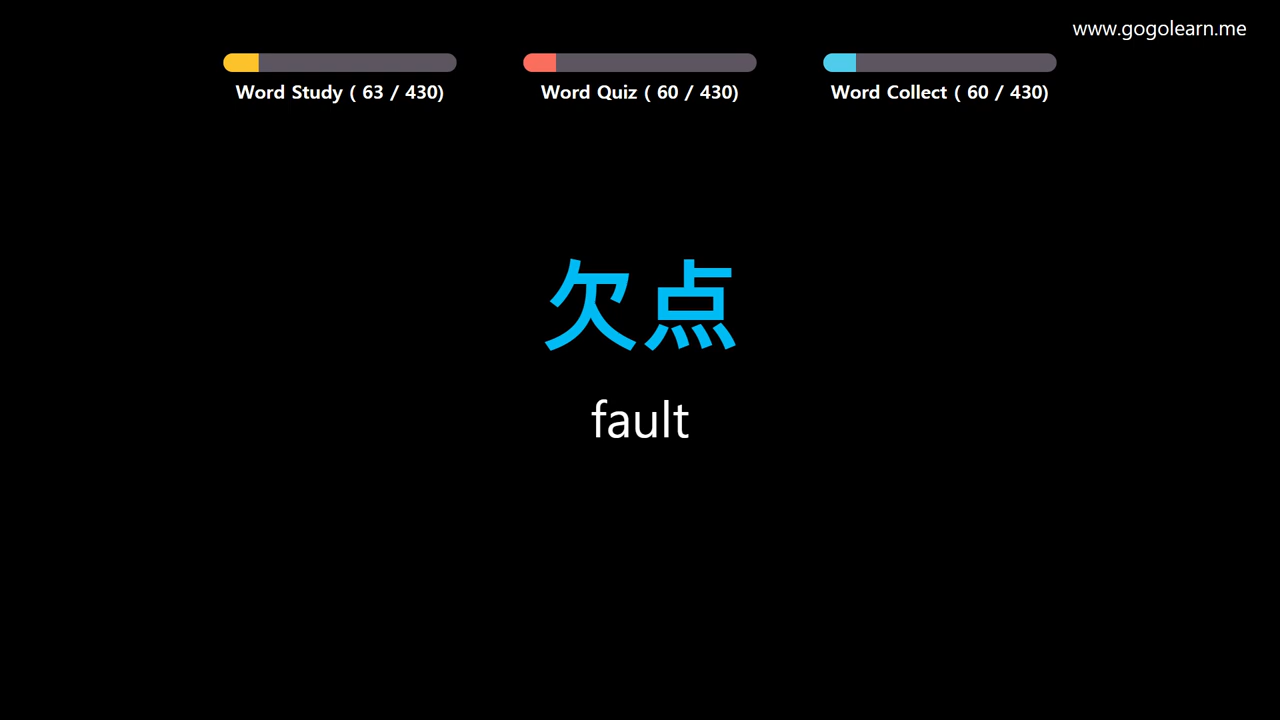 www.gogolearn.me
Word Study ( 63 / 430)
Word Quiz ( 60 / 430)
Word Collect ( 60 / 430)
欠点
fault